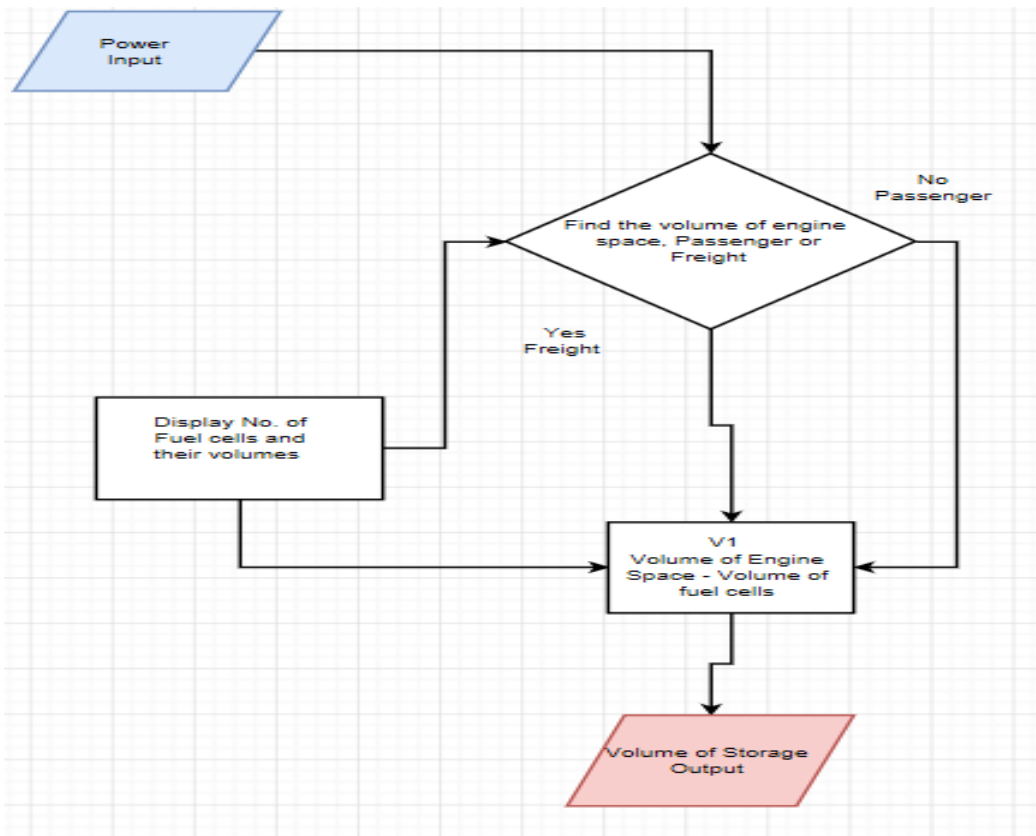 Power
Input
No
Passenger
Find the volume of engine
space, Passenger or
Freight
Yes
Freight
Display No. of
Fuel cells and
their volumes
V1
Volume of Engine
Space - Volume of
fuel cells
Volume of Storage
Output